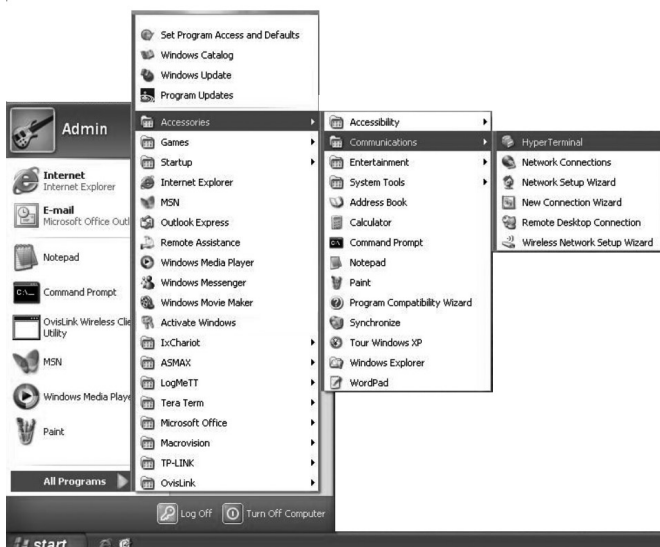 Set Program Access and Defaults
Windows Catalog
Windows Update
Program Updates
Accessories
Games
Startup
Internet Explorer
MSN
Outlook Express
Remote Assistance
Windows Media Player
Windows Messenger
Windows Movie Maker
Activate Windows
IxChariot
ASMAX
LogMeTT
Tera Term
Microsoft Office
Macrovision
TP-LINK
OvisLink
Accessibility
Communications
Entertainment
System Tools
Address Book
Calculator
Command Prompt
Notepad
Paint
Program Compatibility Wizard
Synchronize
Tour Windows XP
Windows Explorer
WordPad
HyperTerminal
Network Connections
Network Setup Wizard
New Connection Wizard
Remote Desktop Connection
Wireless Network Setup Wizard
Admin
Internet
Internet Explorer
E-mail
Microsoft Office Outl
Notepad
Command Prompt
OvisLink Wireless Clie
Utility
MSN
Windows Media Playe
Paint
All Programs
Log Off
Turn Off Computer
start